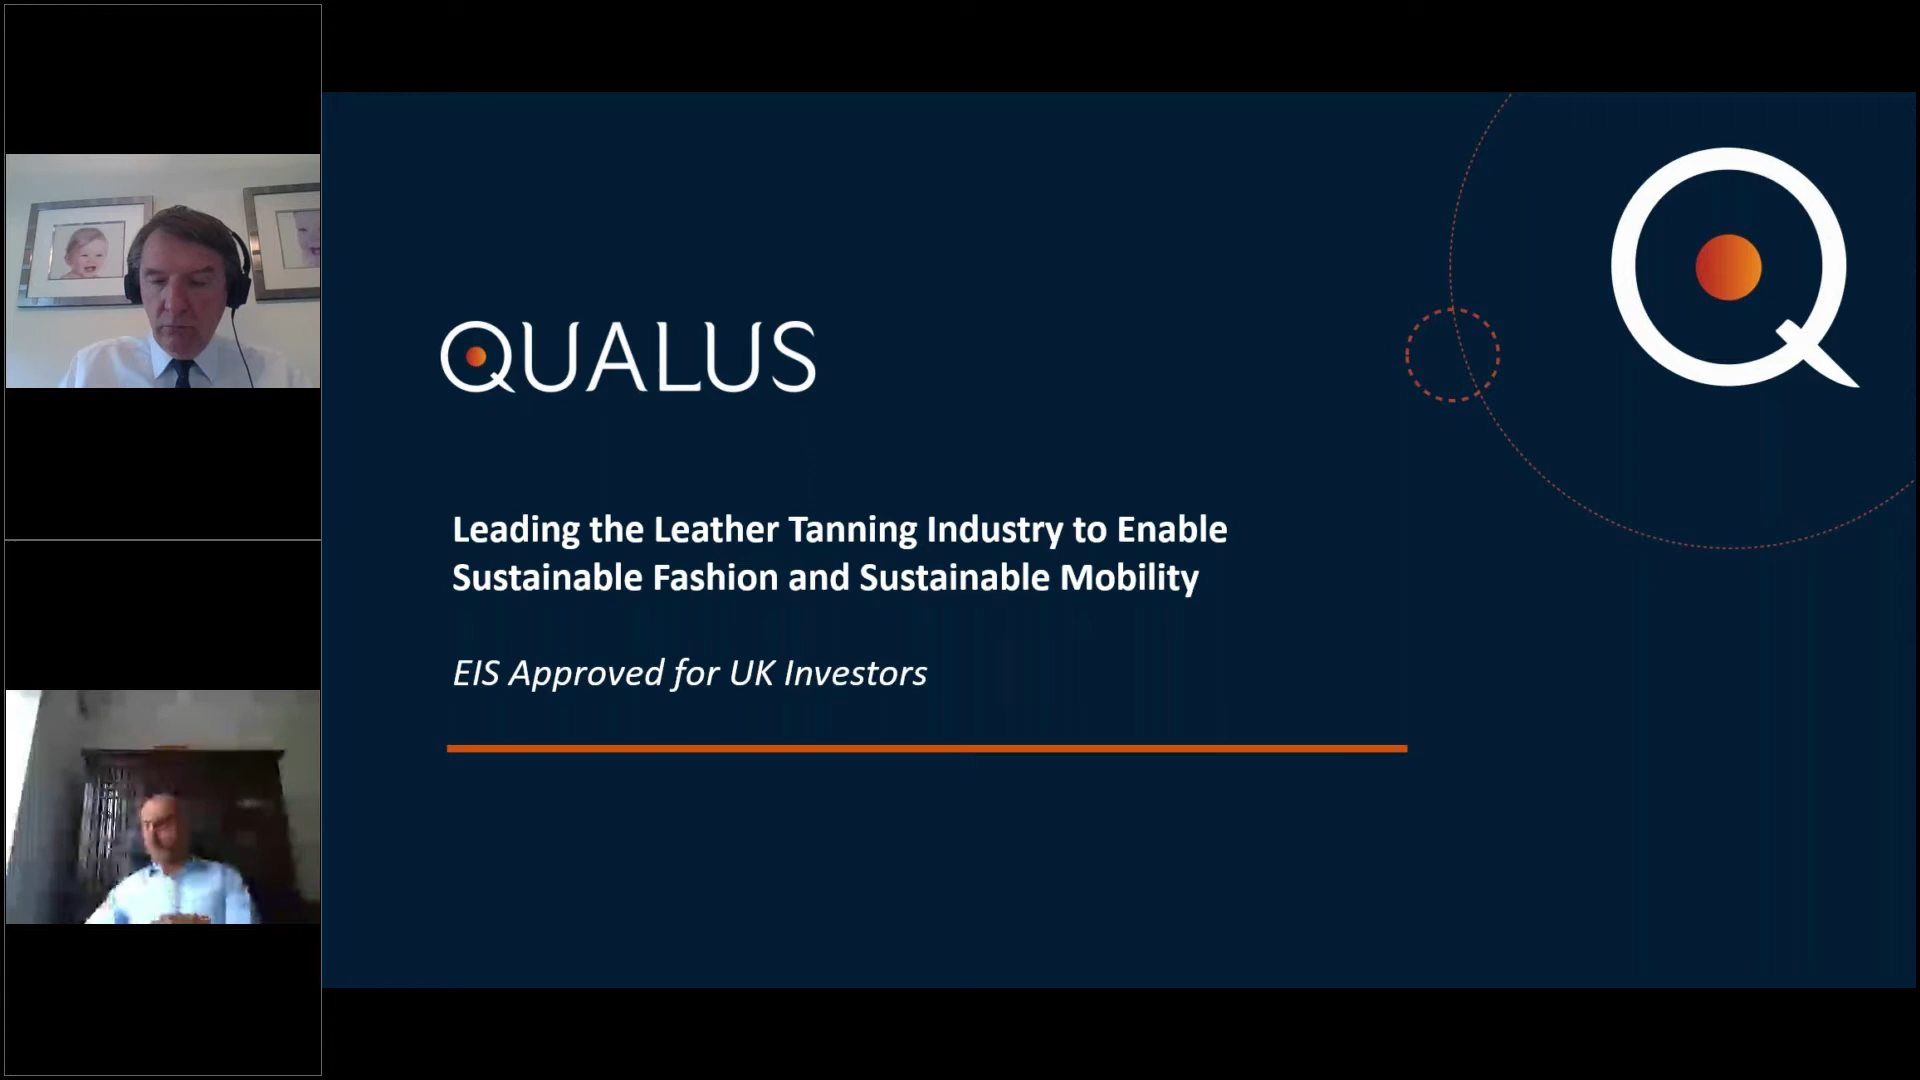 QUALUS
Leading the Leather Tanning Industry to Enable
Sustainable Fashion and Sustainable Mobility
EIS Approved for UK Investors